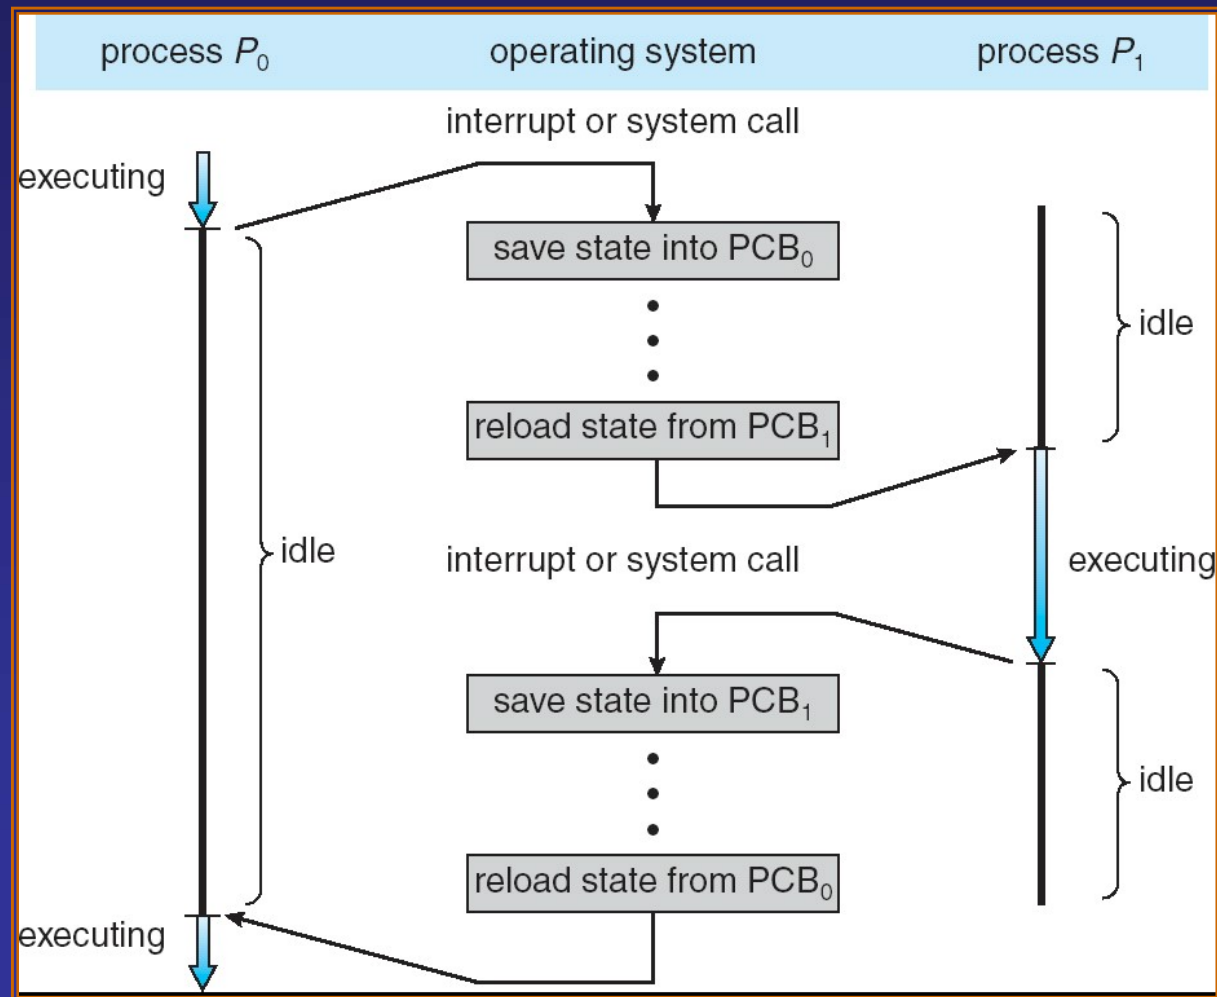 process P₀ operating system process P₁
interrupt or system call
executing
save state into PCB₀
idle
reload state from PCB₁
idle
interrupt or system call
executing
save state into PCB₁
idle
reload state from PCB₀
executing